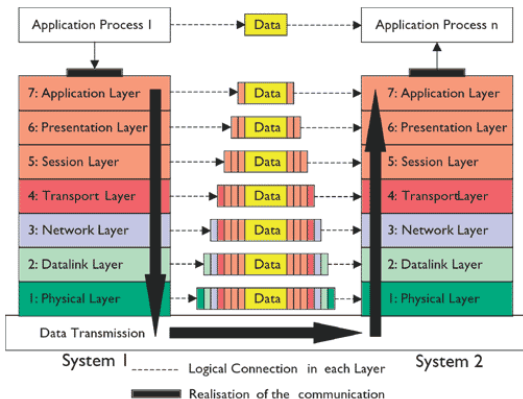 Application Process 1
Data
Application Process n
7: Application Layer
Data
7: Application Layer
6: Presentation Layer
Data
6: Presentation Layer
5: Session Layer
Data
5: Session Layer
4: Transport Layer
Data
4: TransportLayer
3: Network Layer
Data
3: Network Layer
2: Datalink Layer
Data
2: Datalink Layer
1: Physical Layer
Data
1: Physical Layer
Data Transmission
System 1
System 2
Logical Connection in each Layer
Realisation of the communication